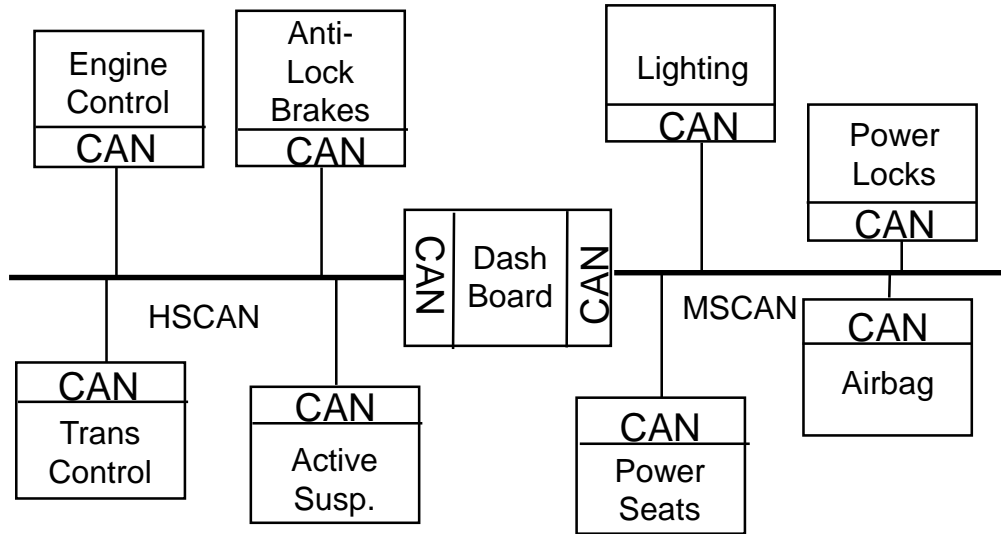 Engine
Control
CAN
Anti-
Lock
Brakes
CAN
Lighting
CAN
Power
Locks
CAN
CAN
Dash
Board
CAN
HSCAN
MSCAN
CAN
Trans
Control
CAN
Active
Susp.
CAN
Power
Seats
CAN
Airbag